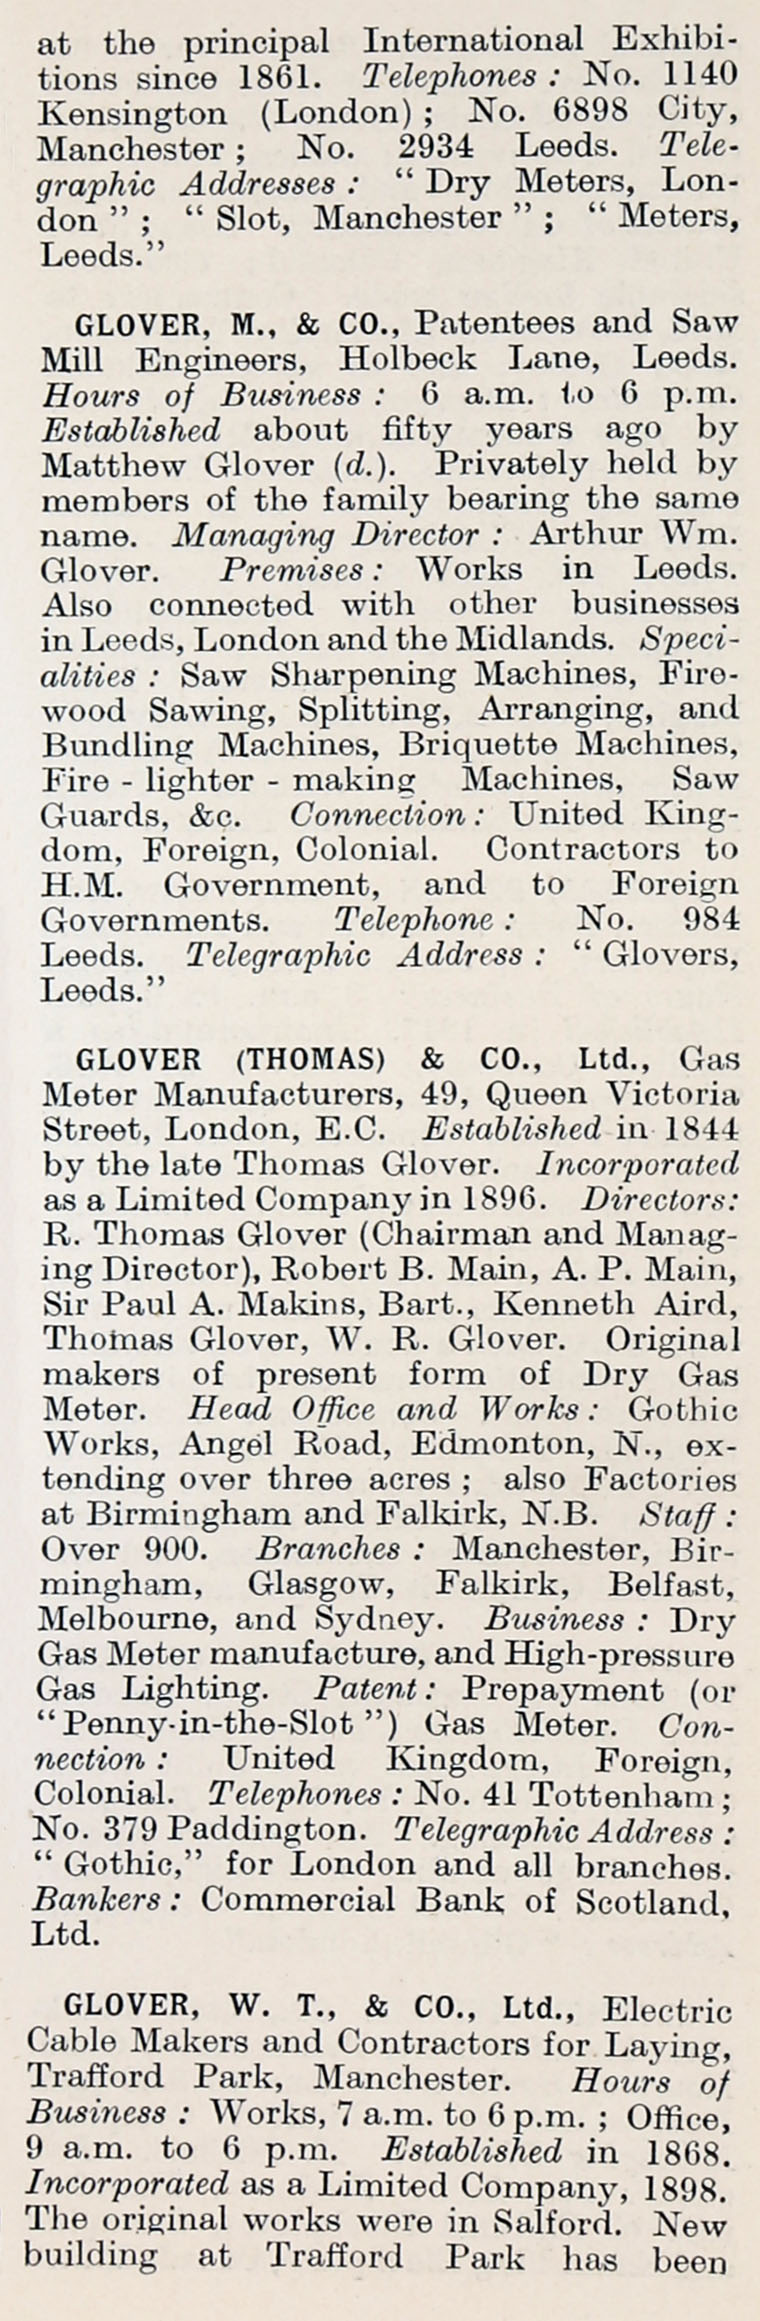 at the principal International Exhibi-
tions since 1861. Telephones : No. 1140
Kensington (London) ; No. 6898 City,
Manchester ; No. 2934 Leeds. Tele-
graphic Addresses : “ Dry Meters, Lon-
don ” ; “ Slot, Manchester ” ; “ Meters,
Leeds.”
GLOVER, M., & CO., Patentees and Saw
Mill Engineers, Holbeck Lane, Leeds.
Hours of Business : 6 a.m. to 6 p.m.
Established about fifty years ago by
Matthew Glover (d.). Privately held by
members of the family bearing the same
name. Managing Director : Arthur Wm.
Glover. Premises : Works in Leeds.
Also connected with other businesses
in Leeds, London and the Midlands. Speci-
alities : Saw Sharpening Machines, Fire-
wood Sawing, Splitting, Arranging, and
Bundling Machines, Briquette Machines,
Fire - lighter - making Machines, Saw
Guards, &c. Connection : United King-
dom, Foreign, Colonial. Contractors to
H.M. Government, and to Foreign
Governments. Telephone : No. 984
Leeds. Telegraphic Address : “ Glovers,
Leeds.”
GLOVER (THOMAS) & CO., Ltd., Gas
Meter Manufacturers, 49, Queen Victoria
Street, London, E.C. Established in 1844
by the late Thomas Glover. Incorporated
as a Limited Company in 1896. Directors:
R. Thomas Glover (Chairman and Manag-
ing Director), Robert B. Main, A. P. Main,
Sir Paul A. Makins, Bart., Kenneth Aird,
Thomas Glover, W. R. Glover. Original
makers of present form of Dry Gas
Meter. Head Office and Works : Gothic
Works, Angel Road, Edmonton, N., ex-
tending over three acres ; also Factories
at Birmingham and Falkirk, N.B. Staff :
Over 900. Branches : Manchester, Bir-
mingham, Glasgow, Falkirk, Belfast,
Melbourne, and Sydney. Business : Dry
Gas Meter manufacture, and High-pressure
Gas Lighting. Patent : Prepayment (or
“Penny-in-the-Slot ”) Gas Meter. Con-
nection : United Kingdom, Foreign,
Colonial. Telephones : No. 41 Tottenham ;
No. 379 Paddington. Telegraphic Address :
“ Gothic,” for London and all branches.
Bankers : Commercial Bank of Scotland,
Ltd.
GLOVER, W. T., & CO., Ltd., Electric
Cable Makers and Contractors for Laying,
Trafford Park, Manchester. Hours of
Business : Works, 7 a.m. to 6 p.m. ; Office,
9 a.m. to 6 p.m. Established in 1868.
Incorporated as a Limited Company, 1898.
The original works were in Salford. New
building at Trafford Park has been